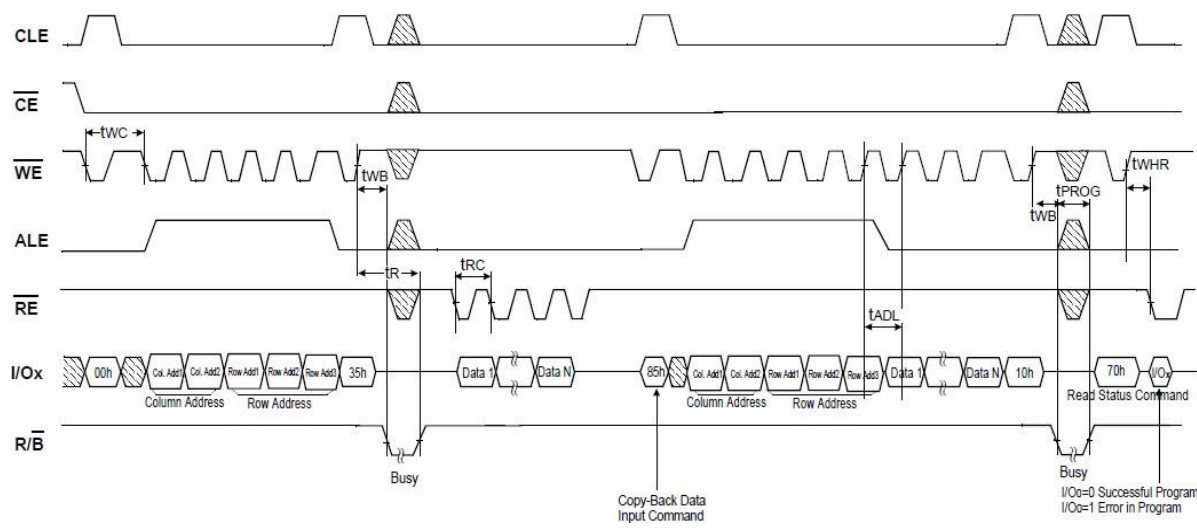 CLE
CE
tWC
WE
tWB
tWHR
tWB
tPROG
ALE
tR
tRC
RE
tADL
I/Ox
00h
Col. Add1
Col. Add2
Row Add1
Row Add2
Row Add3
35h
Data 1
Data N
85h
Col. Add1
Col. Add2
Row Add1
Row Add2
Row Add3
Data 1
Data N
10h
70h
I/Ox
Column Address
Row Address
Column Address
Row Address
Read Status Command
R/B
Busy
Busy
Copy-Back Data
Input Command
I/O0=0 Successful Program
I/O0=1 Error in Program